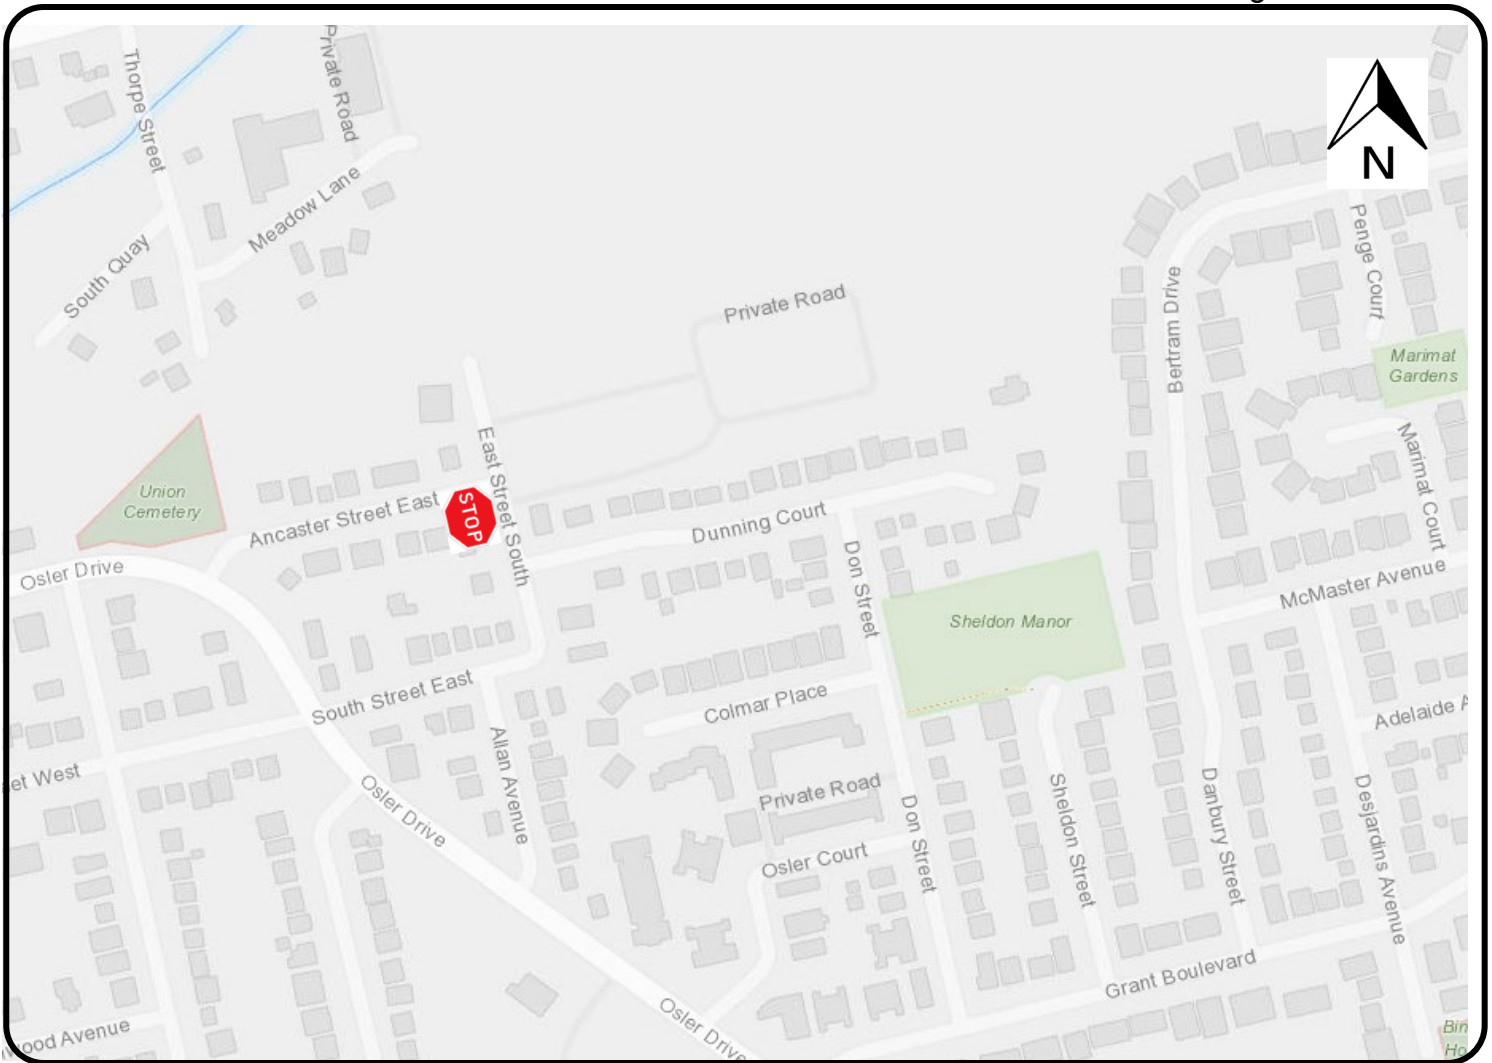 Thorpe Street
Private Road
N
Meadow Lane
South Quay
Penge Court
Bertram Drive
Private Road
Marimat
Gardens
Marimat Court
East Street South
Union
Cemetery
Ancaster Street East
STOP
Dunning Court
Don Street
Osler Drive
McMaster Avenue
Sheldon Manor
South Street East
Colmar Place
Adelaide A
Allan Avenue
et West
Osler Drive
Private Road
Don Street
Sheldon Street
Danbury Street
Desjardins Avenue
Osler Court
Grant Boulevard
Osler Drive
wood Avenue
Bin
Ho